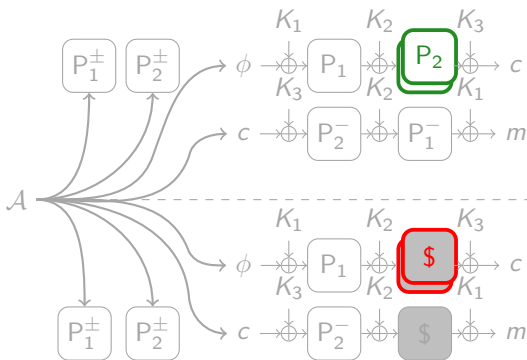 K₁ K₂ K₃
P₁^± P₂^± ϕ P₁ P₂ c
K₃ K₂ K₁
c P₂^− P₁^− m
𝒜
K₁ K₂ K₃
ϕ P₁ $ c
K₃ K₂ K₁
P₁^± P₂^± c P₂^− $ m